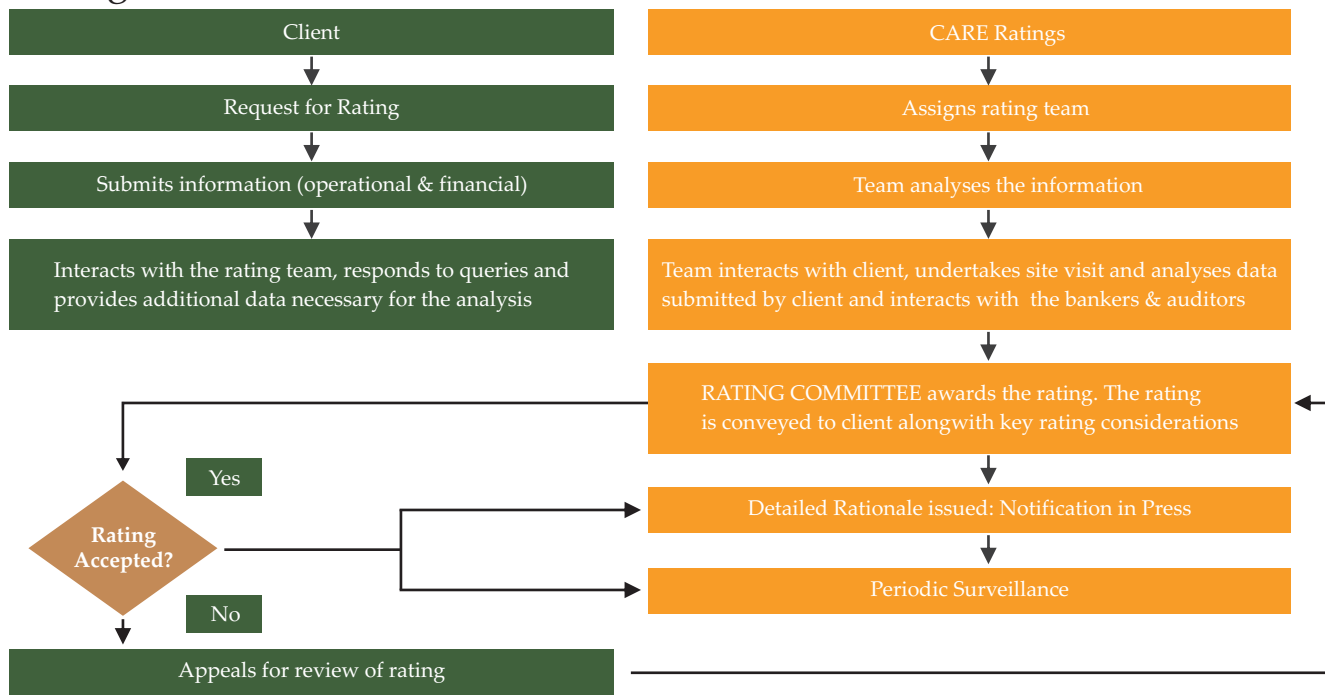 Client
Request for Rating
Submits information (operational & financial)
Interacts with the rating team, responds to queries and
provides additional data necessary for the analysis
CARE Ratings
Assigns rating team
Team analyses the information
Team interacts with client, undertakes site visit and analyses data
submitted by client and interacts with the bankers & auditors
RATING COMMITTEE awards the rating. The rating
is conveyed to client alongwith key rating considerations
Yes
Rating
Accepted?
No
Detailed Rationale issued: Notification in Press
Periodic Surveillance
Appeals for review of rating